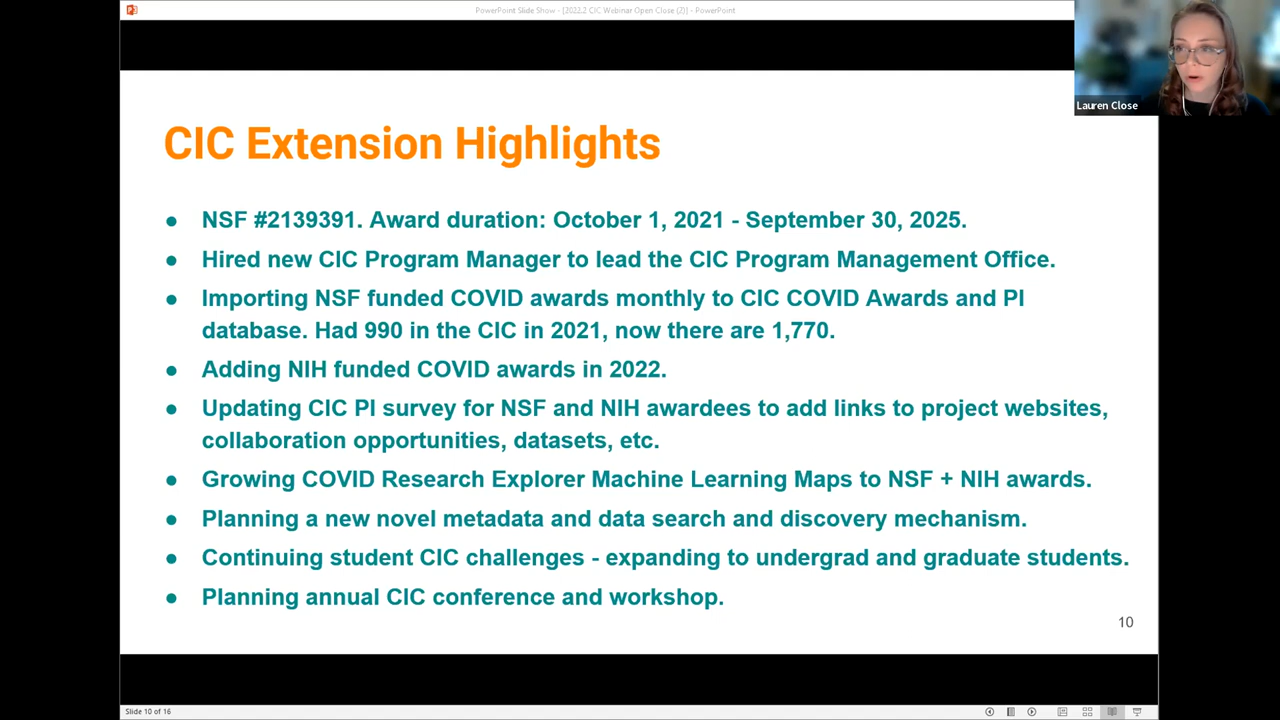 PowerPoint Slide Show - [2022.2 CIC Webinar Open Close (2)] - PowerPoint
Lauren Close
CIC Extension Highlights
● NSF #2139391. Award duration: October 1, 2021 - September 30, 2025.
● Hired new CIC Program Manager to lead the CIC Program Management Office.
● Importing NSF funded COVID awards monthly to CIC COVID Awards and PI
database. Had 990 in the CIC in 2021, now there are 1,770.
● Adding NIH funded COVID awards in 2022.
● Updating CIC PI survey for NSF and NIH awardees to add links to project websites,
collaboration opportunities, datasets, etc.
● Growing COVID Research Explorer Machine Learning Maps to NSF + NIH awards.
● Planning a new novel metadata and data search and discovery mechanism.
● Continuing student CIC challenges - expanding to undergrad and graduate students.
● Planning annual CIC conference and workshop.
10
Slide 10 of 16